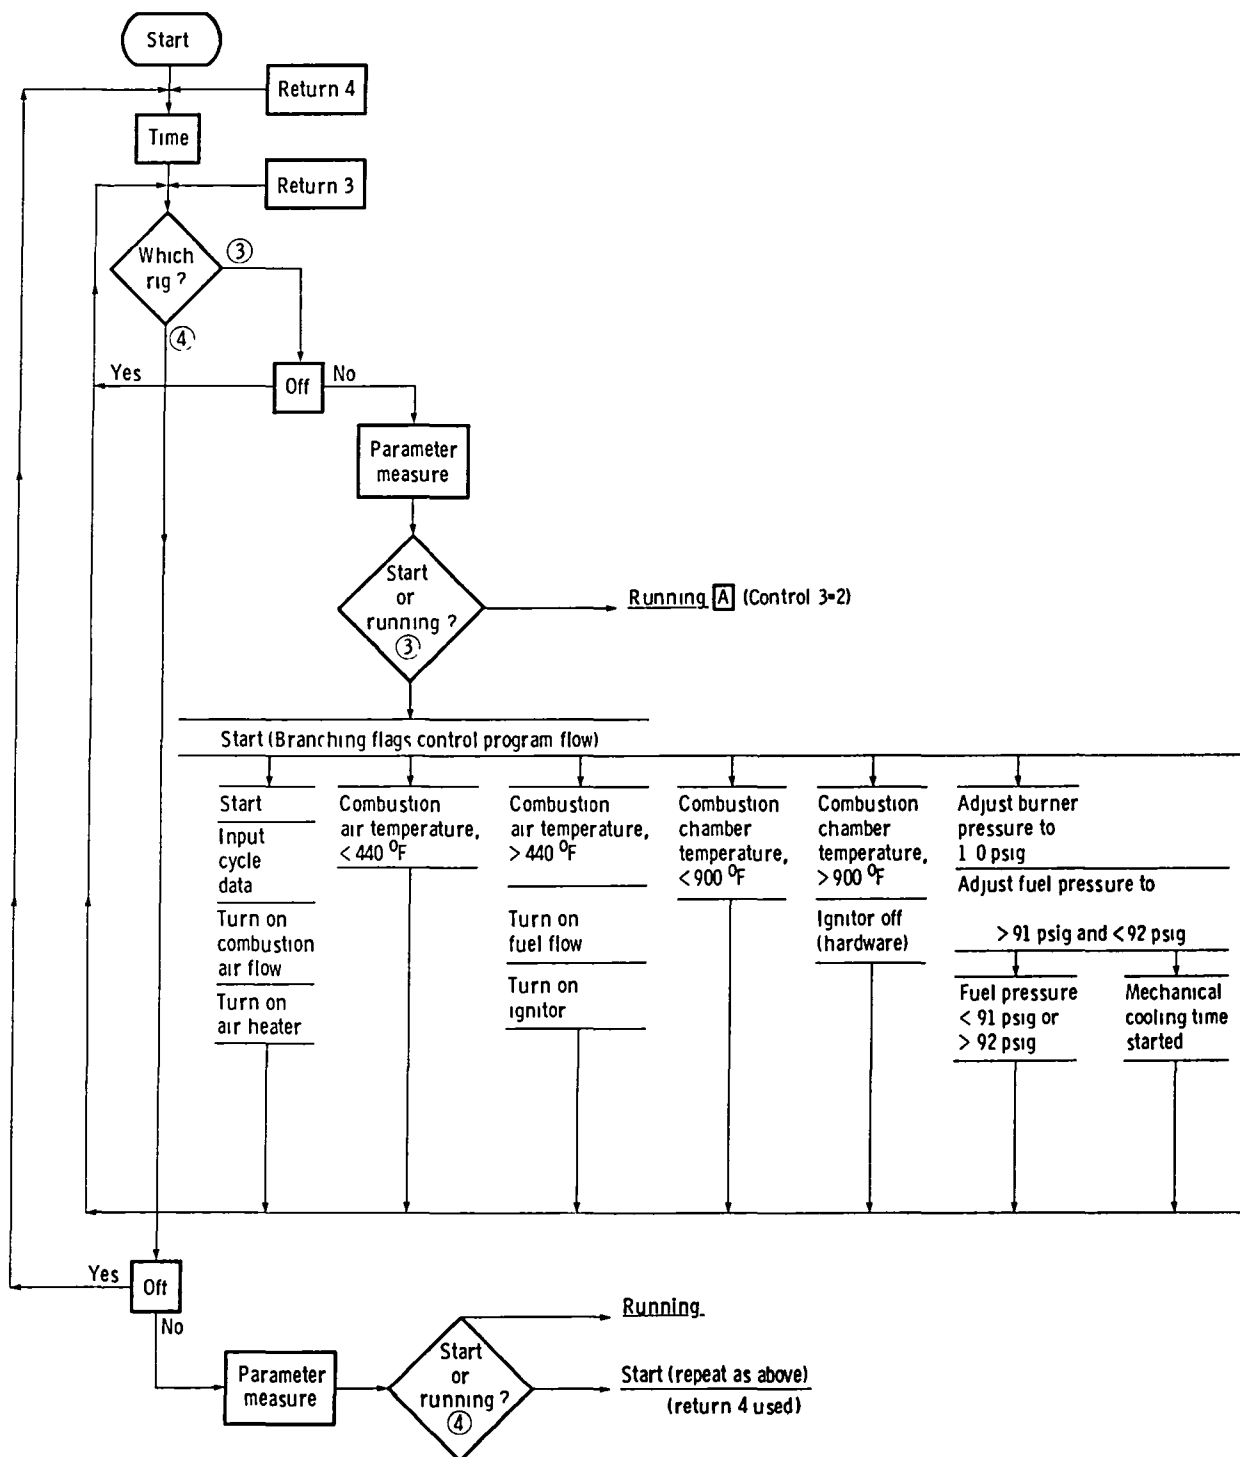 Start
Return 4
Time
Return 3
Which
rig ?
3
4
Yes
Off
No
Parameter
measure
Start
or
running ?
3
Running A (Control 3=2)
Start (Branching flags control program flow)
Start
Input
cycle
data
Turn on
combustion
air flow
Turn on
air heater
Combustion
air temperature,
< 440 °F
Combustion
air temperature,
> 440 °F
Turn on
fuel flow
Turn on
ignitor
Combustion
chamber
temperature,
<900 °F
Combustion
chamber
temperature,
>900 °F
Ignitor off
(hardware)
Adjust burner
pressure to
1 0 psig
Adjust fuel pressure to
>91 psig and <92 psig
Fuel pressure
< 91 psig or
> 92 psig
Mechanical
cooling time
started
Yes
Off
No
Parameter
measure
Start
or
running ?
4
Running
Start (repeat as above)
(return 4 used)